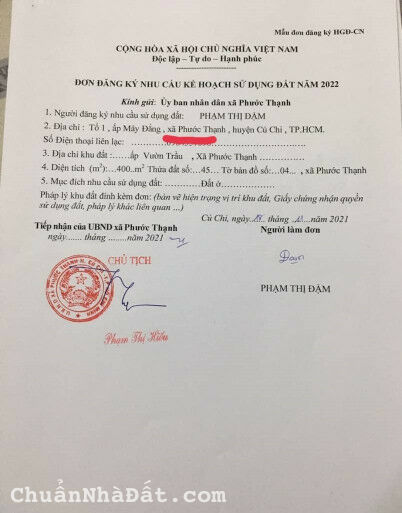 Mẫu đơn đăng ký HGĐ-CN
CỘNG HÒA XÃ HỘI CHỦ NGHĨA VIỆT NAM
Độc lập – Tự do – Hạnh phúc
ĐƠN ĐĂNG KÝ NHU CẦU KẾ HOẠCH SỬ DỤNG ĐẤT NĂM 2022
Kính gửi: Ủy ban nhân dân xã Phước Thạnh
1. Người đăng ký nhu cầu sử dụng đất: PHẠM THỊ DẬM
2. Địa chỉ : Tổ 1, ấp Mây Đắng, xã Phước Thạnh, huyện Củ Chi, TP.HCM.
Số Điện thoại liên lạc:
3. Địa chỉ khu đất:......ấp Vườn Trầu , Xã Phước Thạnh
4. Diện tích (m²):....400..m² Thửa đất số...45.... Tờ bản đồ số...04..., xã Phước Thạnh
5. Mục đích nhu cầu sử dụng đất:.........Đất ở
Pháp lý khu đất đính kèm đơn: (bản vẽ hiện trạng vị trí khu đất, Giấy chứng nhận quyền
sử dụng đất, pháp lý khác liên quan ...)
Củ Chi, ngày tháng....năm 2021
Tiếp nhận của UBND xã Phước Thạnh
Người làm đơn
ngày...... tháng ........năm 2021
CHỦ TỊCH
PHẠM THỊ ĐẬM
Phạm Thị Hiếu
ChuẩnNhàĐất.com